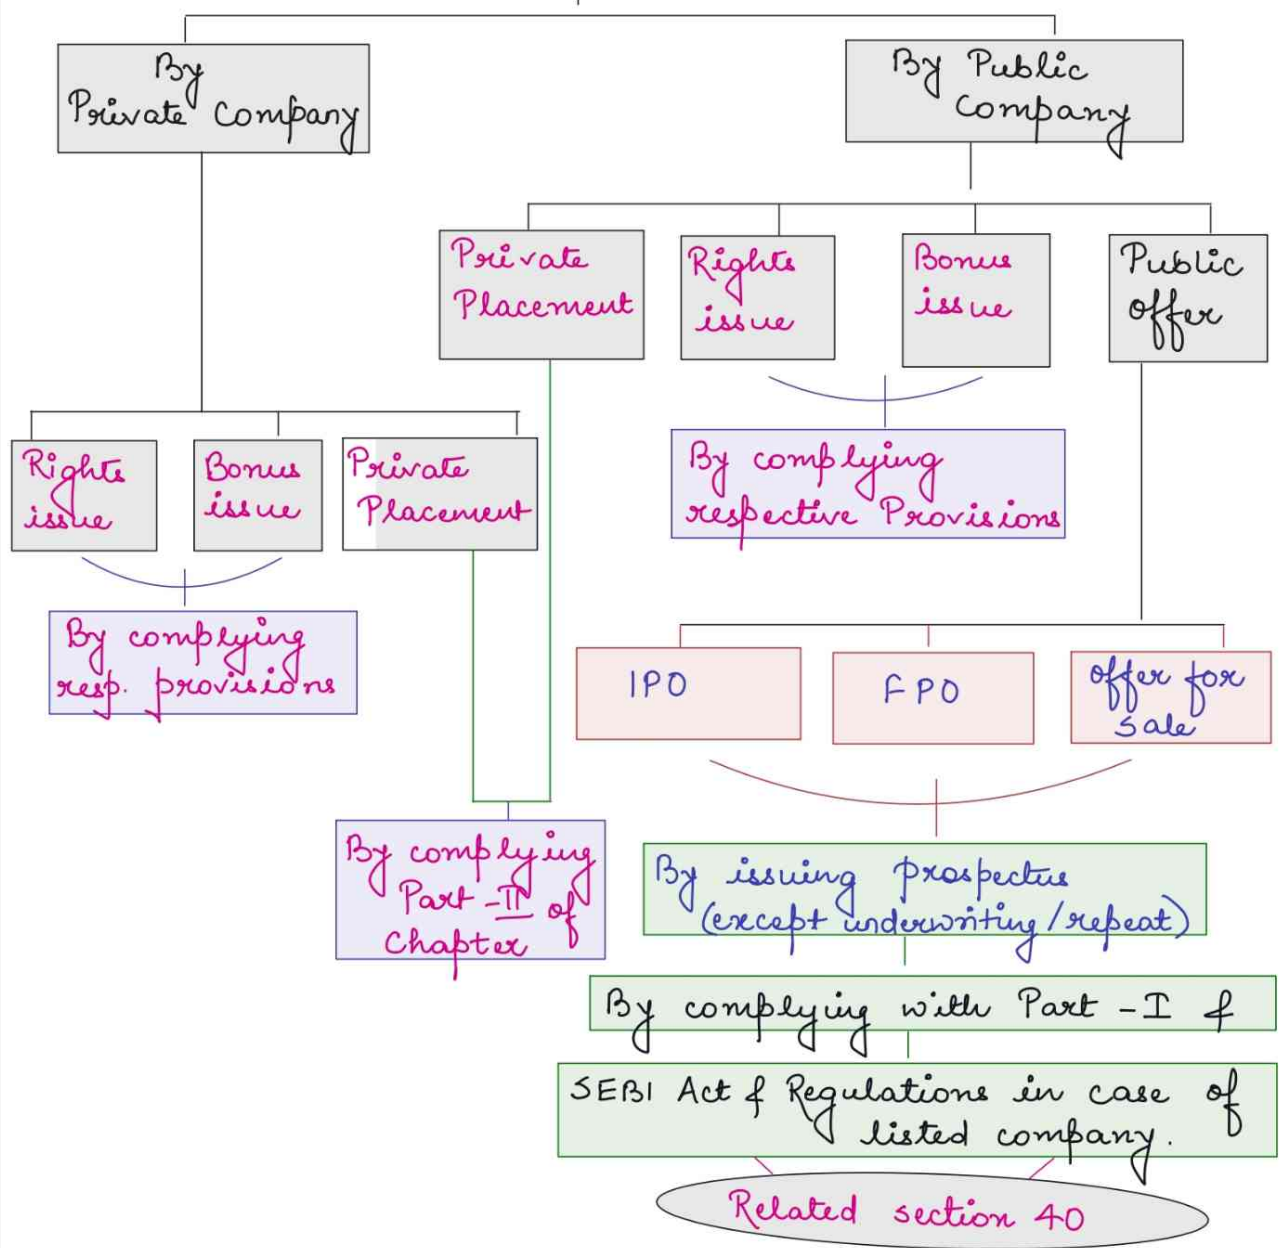 By
Private Company
By Public
Company
Private
Placement
Rights
issue
Bonus
issue
Public
offer
Rights
issue
Bonus
issue
Private
Placement
By complying
respective Provisions
By complying
resp. provisions
IPO
FPO
offer for
sale
By complying
Part-II of
Chapter
By issuing prospectus
(except underwriting/repeat)
By complying with Part - I &
SEBI Act & Regulations in case of
listed company.
Related section 40